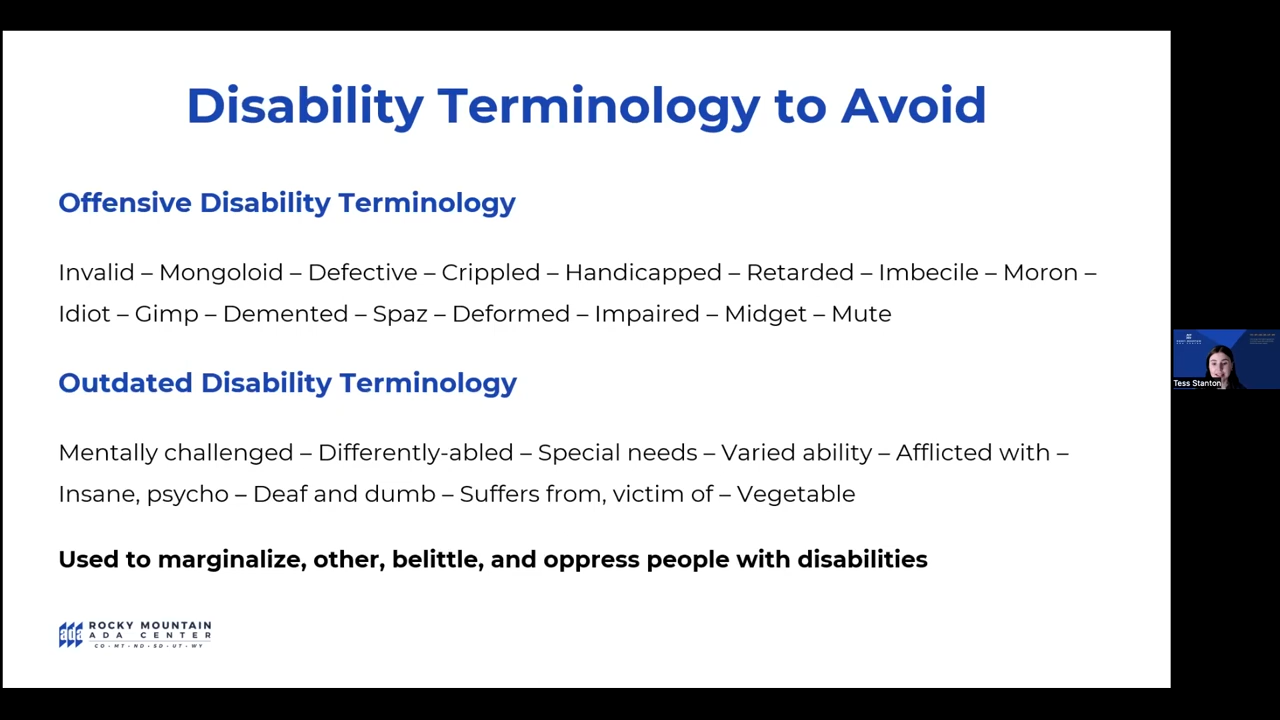 Disability Terminology to Avoid
Offensive Disability Terminology
Invalid – Mongoloid – Defective – Crippled – Handicapped – Retarded – Imbecile – Moron –
Idiot – Gimp – Demented – Spaz – Deformed – Impaired – Midget – Mute
Outdated Disability Terminology
Mentally challenged – Differently-abled – Special needs – Varied ability – Afflicted with –
Insane, psycho – Deaf and dumb – Suffers from, victim of – Vegetable
Used to marginalize, other, belittle, and oppress people with disabilities
ada
ROCKY MOUNTAIN
ADA CENTER
CO • MT • ND • SD • UT • WY
Tess Stanton